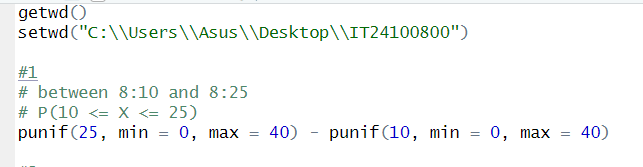 getwd()
setwd("C:\\Users\\Asus\\Desktop\\IT24100800")
#1
# between 8:10 and 8:25
# P(10 <= X <= 25)
punif(25, min = 0, max = 40) - punif(10, min = 0, max = 40)